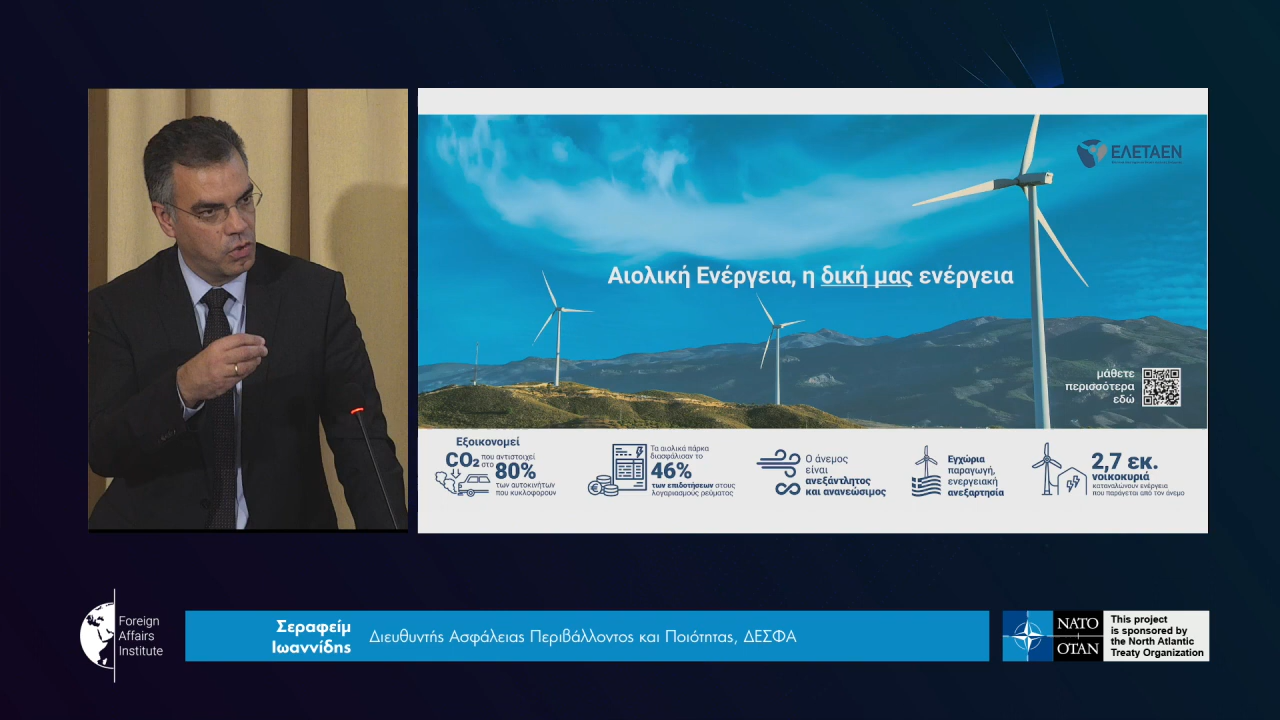 ΕΛΕΤΑΕΝ
Αιολική Ενέργεια, η δική μας ενέργεια
μάθετε
περισσότερα
εδώ
Εξοικονομεί
CO₂ που αντιστοιχεί
στο 80%
των αυτοκινήτων
που κυκλοφορουν
Τα αιολικά πάρκα
διασφάλισαν το
46%
των επιδοτήσεων στους
λογαριασμούς ρεύματος
Ο άνεμος
είναι
ανεξάντλητος
και ανανεώσιμος
Εγχώρια
παραγωγή,
ενεργειακή
ανεξαρτησία
2,7 εκ.
νοικοκυριά
καταναλώνουν ενέργεια
που παράγεται από τον άνεμο
Foreign
Affairs
Institute
Σεραφείμ
Ιωαννίδης
Διευθυντής Ασφάλειας Περιβάλλοντος και Ποιότητας, ΔΕΣΦΑ
NATO
OTAN
This project
is sponsored by
the North Atlantic
Treaty Organization